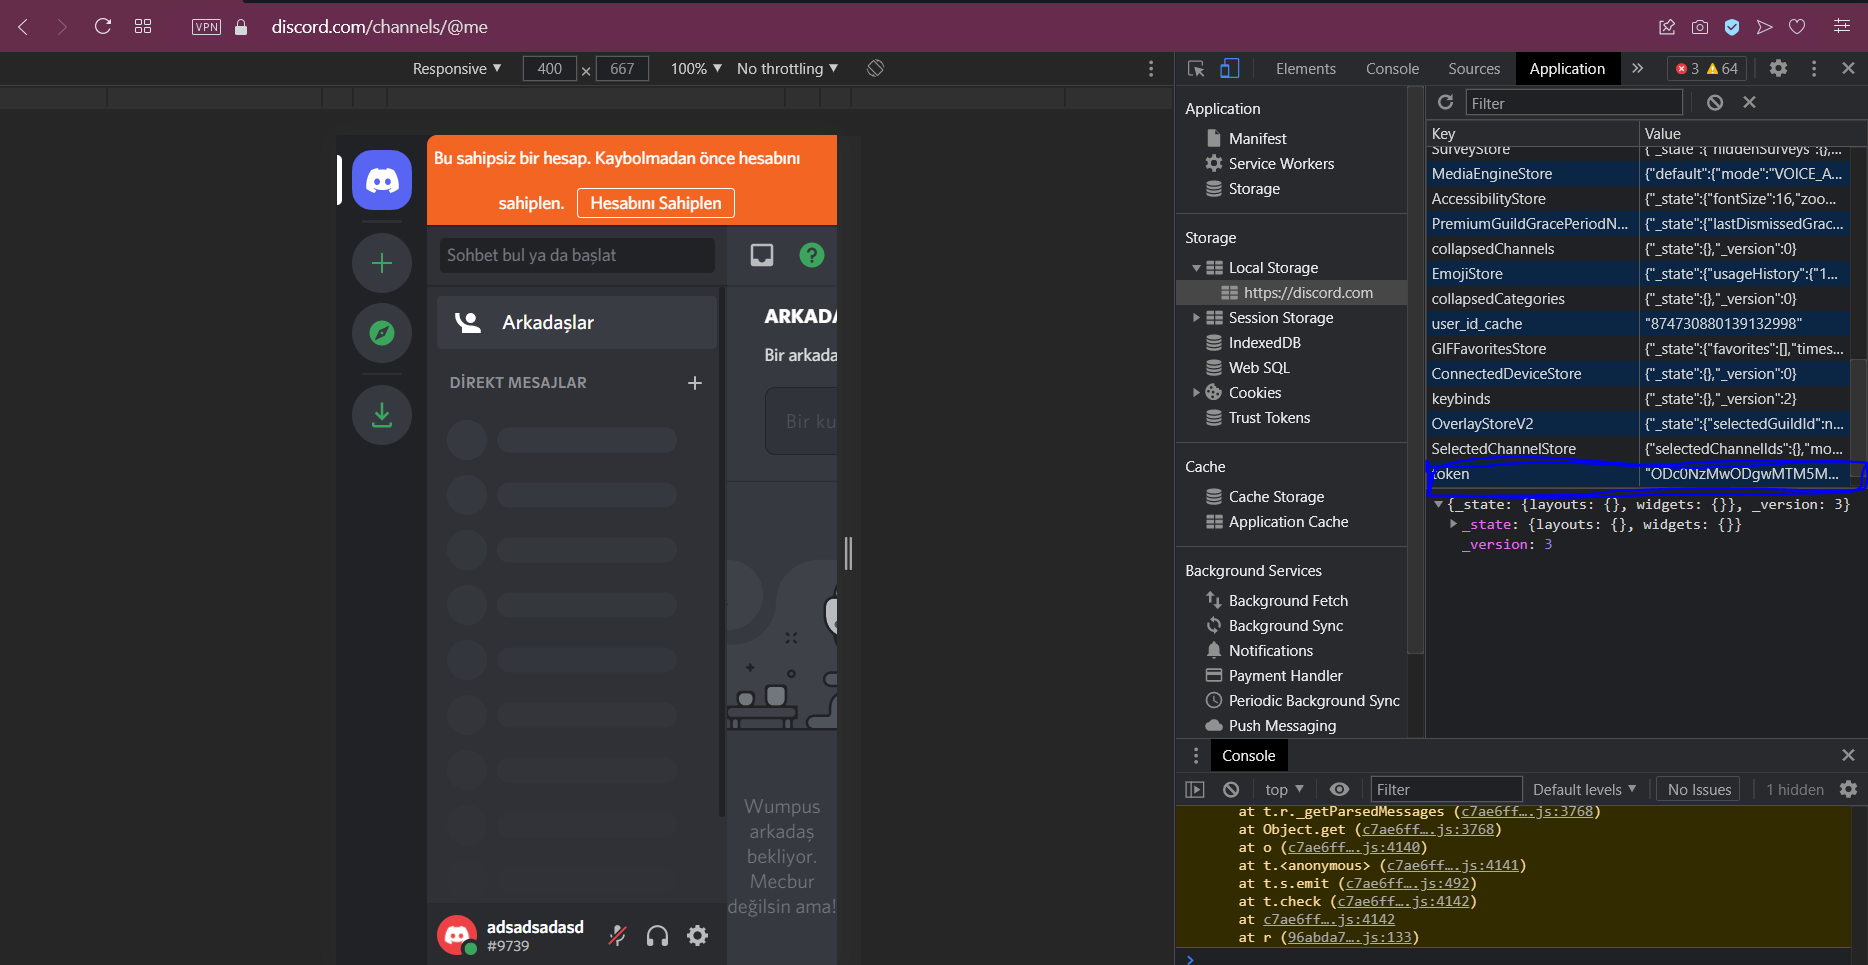 VPN discord.com/channels/@me
Responsive 400 × 667 100% No throttling
Elements Console Sources Application » 3 64
Bu sahipsiz bir hesap. Kaybolmadan önce hesabını
sahiplen. Hesabını Sahiplen
Sohbet bul ya da başlat
Arkadaşlar
DİREKT MESAJLAR
ARKADA
Bir arkada
Bir ku
Wumpus
arkadaş
bekliyor.
Mecbur
değilsin ama!
adsadsadasd
#9739
Application
Manifest
Service Workers
Storage
Storage
Local Storage
https://discord.com
Session Storage
IndexedDB
Web SQL
Cookies
Trust Tokens
Cache
Cache Storage
Application Cache
Background Services
Background Fetch
Background Sync
Notifications
Payment Handler
Periodic Background Sync
Push Messaging
Filter
Key Value
SurveyStore {"_state":{"hiddenSurveys":{},...
MediaEngineStore {"default":{"mode":"VOICE_A...
AccessibilityStore {"_state":{"fontSize":16,"zoo...
PremiumGuildGracePeriodN... {"_state":{"lastDismissedGrac...
collapsedChannels {"_state":{},"_version":0}
EmojiStore {"_state":{"usageHistory":{"1...
collapsedCategories {"_state":{},"_version":0}
user_id_cache "874730880139132998"
GIFFavoritesStore {"_state":{"favorites":[],"times...
ConnectedDeviceStore {"_state":{},"_version":0}
keybinds {"_state":{},"_version":2}
OverlayStoreV2 {"_state":{"selectedGuildId":n...
SelectedChannelStore {"selectedChannelIds":{},"mo...
token "ODc0NzMwODgwMTM5M...
{_state: {layouts: {}, widgets: {}}, _version: 3}
_state: {layouts: {}, widgets: {}}
_version: 3
Console
top Filter Default levels No Issues 1 hidden
at t.r._getParsedMessages (c7ae6ff….js:3768)
at Object.get (c7ae6ff….js:3768)
at o (c7ae6ff….js:4140)
at t.<anonymous> (c7ae6ff….js:4141)
at t.s.emit (c7ae6ff….js:492)
at t.check (c7ae6ff….js:4142)
at c7ae6ff….js:4142
at r (96abda7….js:133)